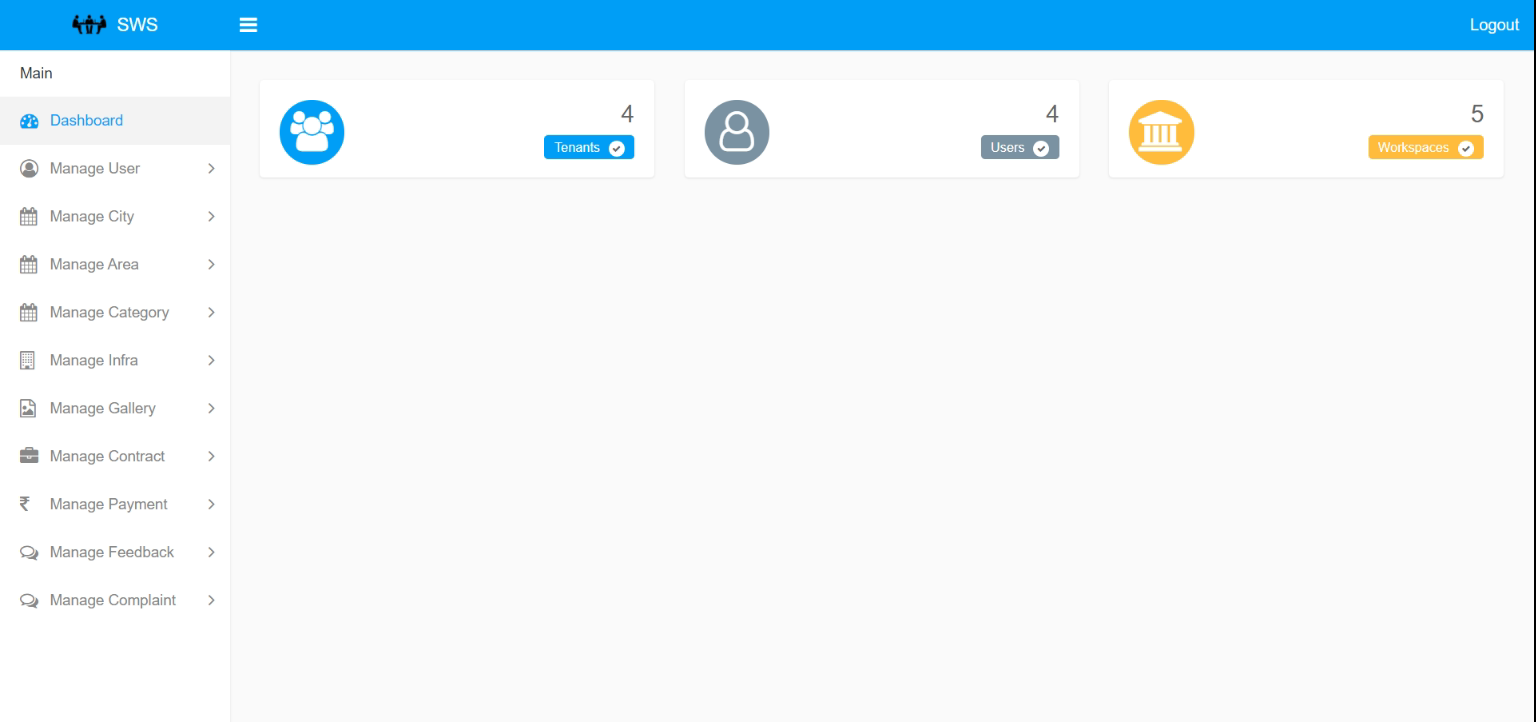 SWS
Logout
Main
Dashboard
Manage User
Manage City
Manage Area
Manage Category
Manage Infra
Manage Gallery
Manage Contract
Manage Payment
Manage Feedback
Manage Complaint
4
Tenants
4
Users
5
Workspaces